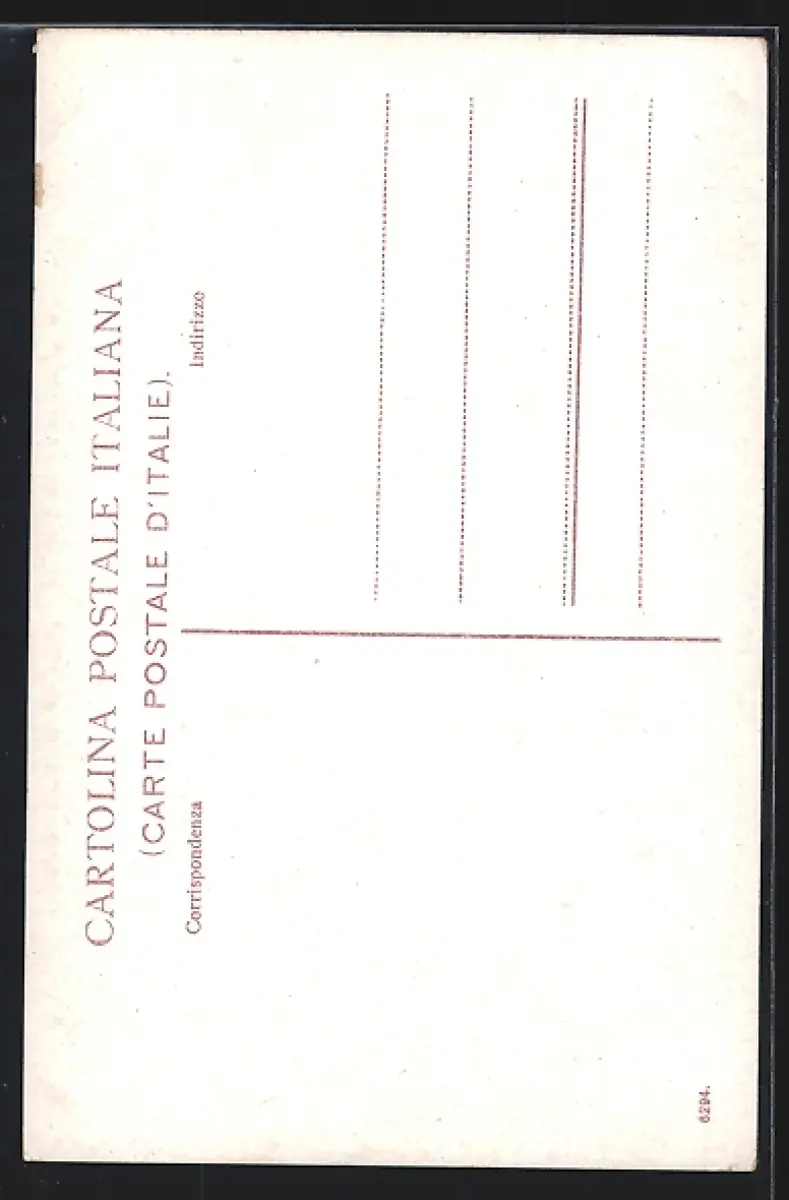 CARTOLINA POSTALE ITALIANA
(CARTE POSTALE D'ITALIE).
Corrispondenza
Indirizzo
6294.